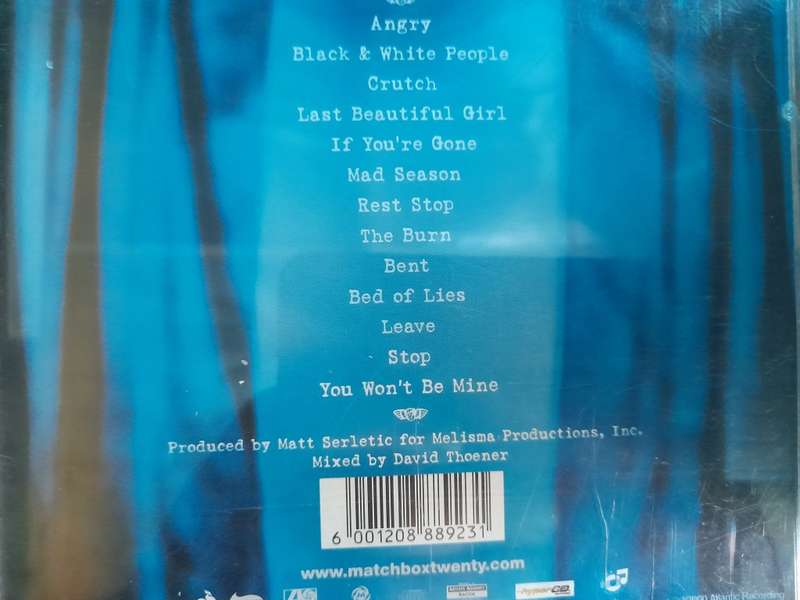 Angry
Black & White People
Crutch
Last Beautiful Girl
If You're Gone
Mad Season
Rest Stop
The Burn
Bent
Bed of Lies
Leave
Stop
You Won't Be Mine
Produced by Matt Serletic for Melisma Productions, Inc.
Mixed by David Thoener
6 001208 889231
www.matchboxtwenty.com
Atlantic Recording